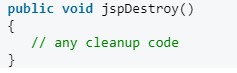 public void jspDestroy()
{
   // any cleanup code
}